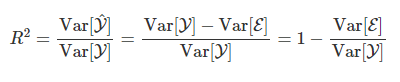 $R^2 = \frac{\mathrm{Var}[\hat{\mathcal{Y}}]}{\mathrm{Var}[\mathcal{Y}]} = \frac{\mathrm{Var}[\mathcal{Y}] - \mathrm{Var}[\mathcal{E}]}{\mathrm{Var}[\mathcal{Y}]} = 1 - \frac{\mathrm{Var}[\mathcal{E}]}{\mathrm{Var}[\mathcal{Y}]}$